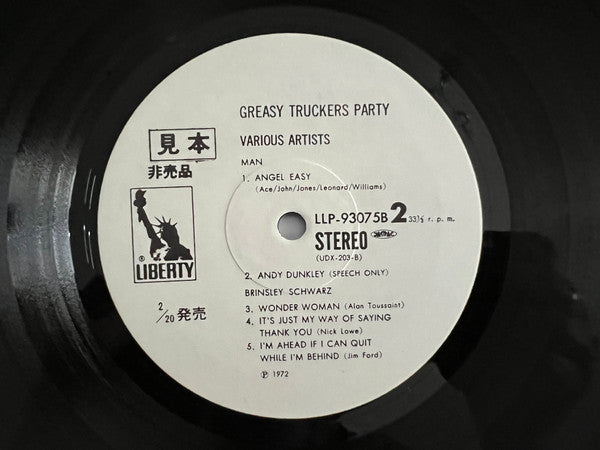 GREASY TRUCKERS PARTY
VARIOUS ARTISTS
見本
非売品
MAN
1. ANGEL EASY
(Ace/John/Jones/Leonard/Williams)
LLP-93075B 2 33⅓ r. p. m.
STEREO
(UDX-203-B)
® LIBERTY
2/20 発売
2. ANDY DUNKLEY (SPEECH ONLY)
BRINSLEY SCHWARZ
3. WONDER WOMAN (Alan Toussaint)
4. IT'S JUST MY WAY OF SAYING
THANK YOU (Nick Lowe)
5. I'M AHEAD IF I CAN QUIT
WHILE I'M BEHIND (Jim Ford)
℗ 1972